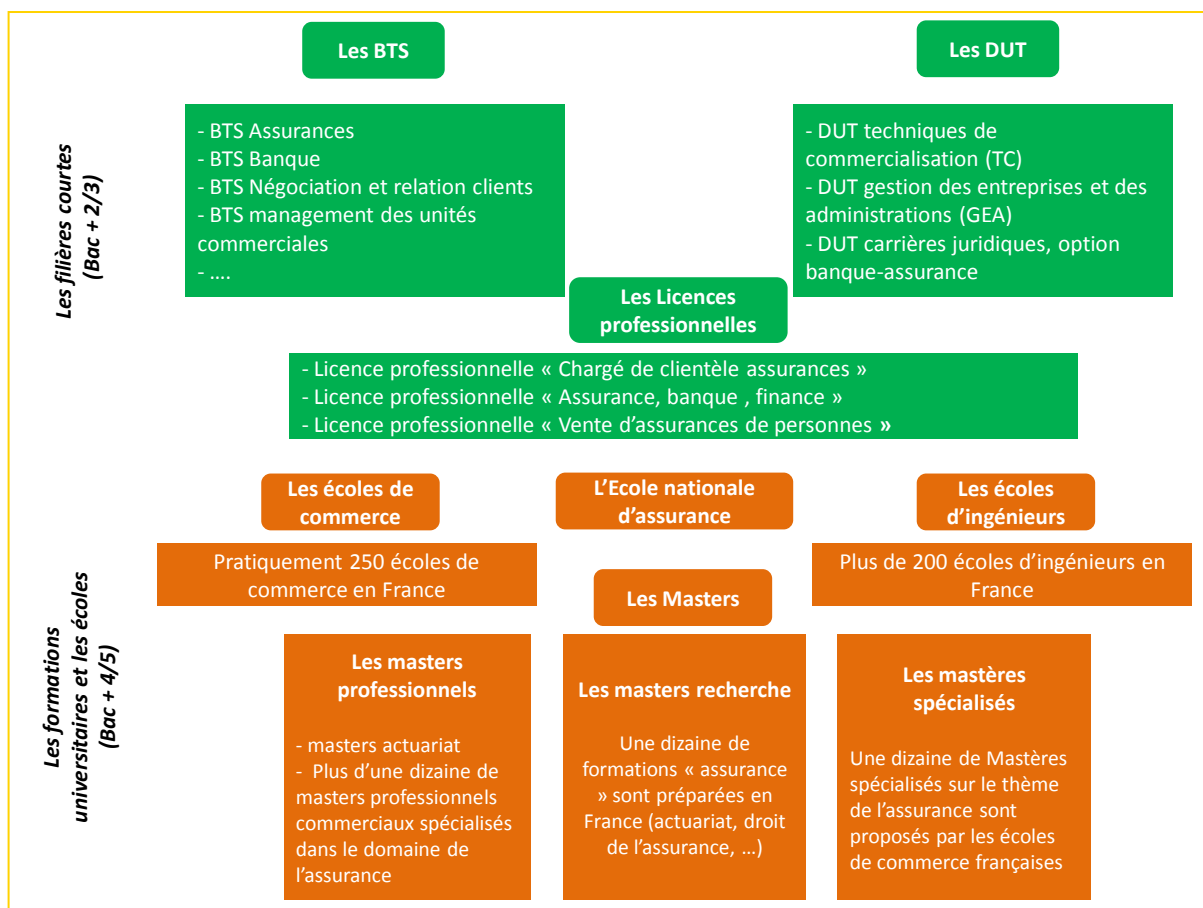 Les filières courtes
(Bac + 2/3)
Les BTS
- BTS Assurances
- BTS Banque
- BTS Négociation et relation clients
- BTS management des unités
commerciales
- ....
Les DUT
- DUT techniques de
commercialisation (TC)
- DUT gestion des entreprises et des
administrations (GEA)
- DUT carrières juridiques, option
banque-assurance
Les Licences
professionnelles
- Licence professionnelle « Chargé de clientèle assurances »
- Licence professionnelle « Assurance, banque , finance »
- Licence professionnelle « Vente d’assurances de personnes »
Les formations
universitaires et les écoles
(Bac + 4/5)
Les écoles de
commerce
Pratiquement 250 écoles de
commerce en France
L’Ecole nationale
d’assurance
Les écoles
d’ingénieurs
Plus de 200 écoles d’ingénieurs en
France
Les Masters
Les masters
professionnels
- masters actuariat
- Plus d’une dizaine de
masters professionnels
commerciaux spécialisés
dans le domaine de
l’assurance
Les masters recherche
Une dizaine de
formations « assurance
» sont préparées en
France (actuariat, droit
de l’assurance, …)
Les mastères
spécialisés
Une dizaine de Mastères
spécialisés sur le thème
de l’assurance sont
proposés par les écoles
de commerce françaises